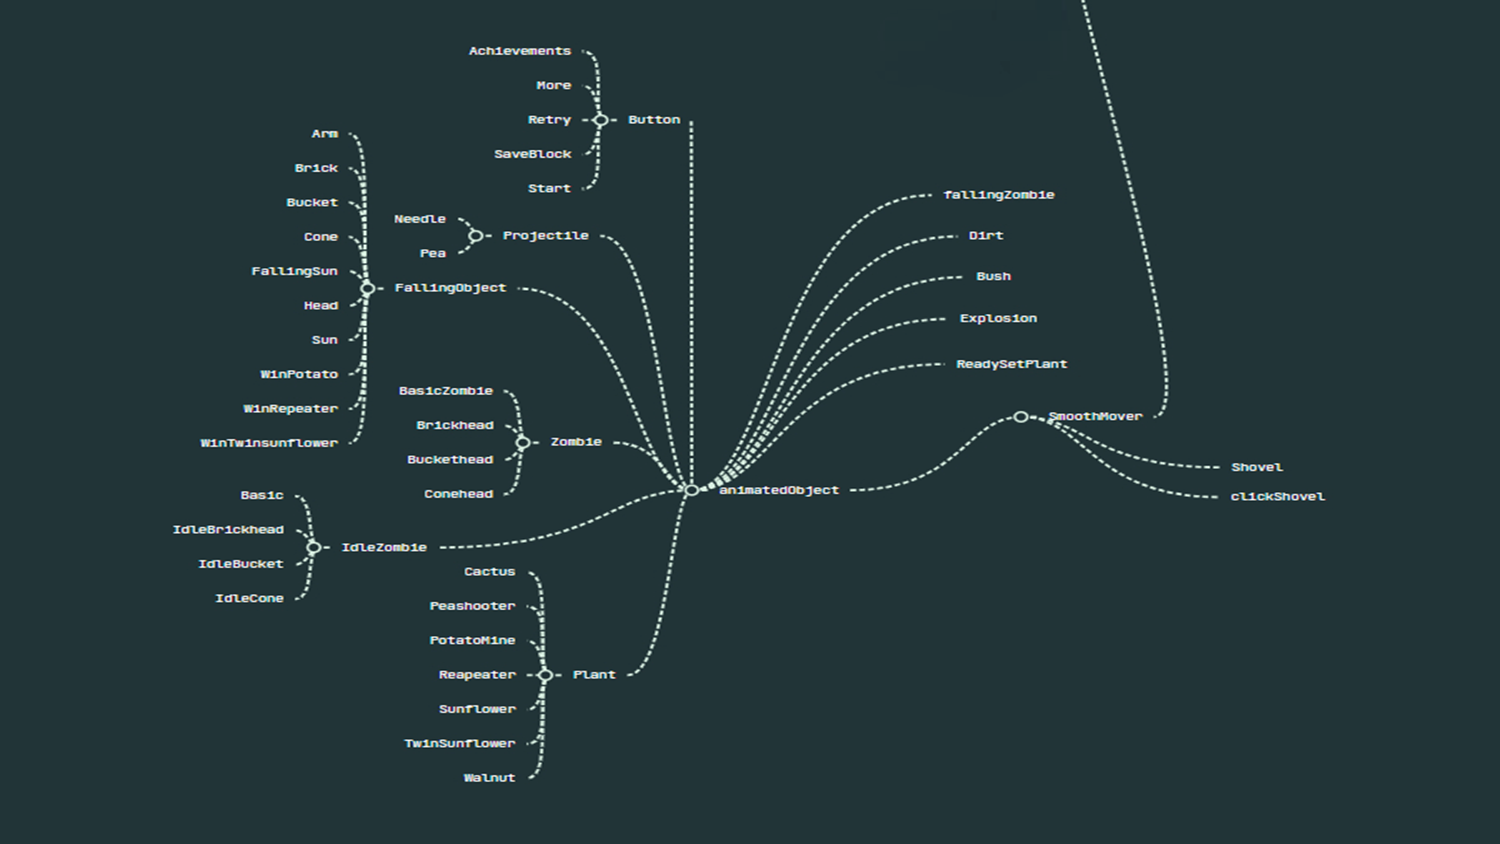 Achievements
More
Retry
SaveBlock
Start
Button
Arm
Brick
Bucket
Cone
FallingSun
Head
Sun
WinPotato
WinRepeater
WinTwinsunflower
FallingObject
Needle
Pea
Projectile
BasicZombie
Brickhead
Buckethead
Conehead
Zombie
Basic
IdleBrickhead
IdleBucket
IdleCone
IdleZombie
Cactus
Peashooter
PotatoMine
Reapeater
Sunflower
TwinSunflower
Walnut
Plant
animatedObject
fallingZombie
Dirt
Bush
Explosion
ReadySetPlant
SmoothMover
Shovel
clickShovel